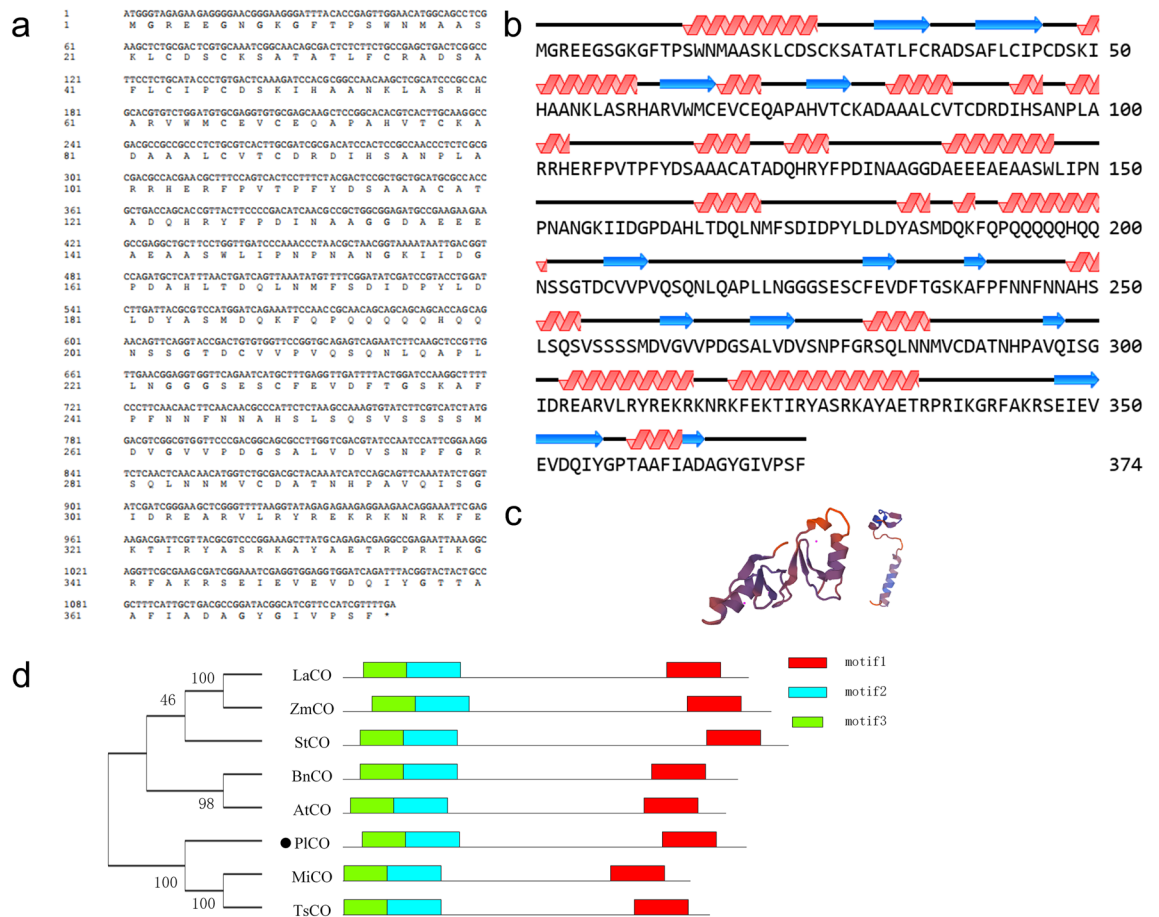 a
1 ATGGGTAGAGAAGAGGGGAACGGGAAGGGATTTACACCGAGTTGGAACATGGCAGCCTCG
1 M G R E E G N G K G F T P S W N M A A S
61 AAGCTCTGCGACTCGTGCAAATCGGCAACAGCGACTCTCTTCTGCCGAGCTGACTCGGCC
21 K L C D S C K S A T A T L F C R A D S A
121 TTCCTCTGCATACCCTGTGACTCAAAGATCCACGCGGCCAACAAGCTCGCATCCCGCCAC
41 F L C I P C D S K I H A A N K L A S R H
181 GCACGTGTCTGGATGTGCGAGGTGTGCGAGCAAGCTCCGGCACACGTCACTTGCAAGGCC
61 A R V W M C E V C E Q A P A H V T C K A
241 GACGCCGCCGCCCTCTGCGTCACTTGCGATCGCGACATCCACTCCGCCAACCCTCTCGCG
81 D A A A L C V T C D R D I H S A N P L A
301 CGACGCCACGAACGCTTTCCAGTCACTCCTTTCTACGACTCCGCTGCTGCATGCGCCACC
101 R R H E R F P V T P F Y D S A A A C A T
361 GCTGACCAGCACCGTTACTTCCCCGACATCAACGCCGCTGGCGGAGATGCCGAAGAAGAA
121 A D Q H R Y F P D I N A A G G D A E E E
421 GCCGAGGCTGCTTCCTGGTTGATCCCAAACCCTAACGCTAACGGTAAAATAATTGACGGT
141 A E A A S W L I P N P N A N G K I I D G
481 CCAGATGCTCATTTAACTGATCAGTTAAATATGTTTTCGGATATCGATCCGTACCTGGAT
161 P D A H L T D Q L N M F S D I D P Y L D
541 CTTGATTACGCGTCCATGGATCAGAAATTCCAACCGCAACAGCAGCAGCAGCACCAGCAG
181 L D Y A S M D Q K F Q P Q Q Q Q Q H Q Q
601 AACAGTTCAGGTACCGACTGTGTGGTTCCGGTGCAGAGTCAGAATCTTCAAGCTCCGTTG
201 N S S G T D C V V P V Q S Q N L Q A P L
661 TTGAACGGAGGTGGTTCAGAATCATGCTTTGAGGTTGATTTTACTGGATCCAAGGCTTTT
221 L N G G G S E S C F E V D F T G S K A F
721 CCCTTCAACAACTTCAACAACGCCCATTCTCTAAGCCAAAGTGTATCTTCGTCATCTATG
241 P F N N F N N A H S L S Q S V S S S S M
781 GACGTCGGCGTGGTTCCCGACGGCAGCGCCTTGGTCGACGTATCCAATCCATTCGGAAGG
261 D V G V V P D G S A L V D V S N P F G R
841 TCTCAACTCAACAACATGGTCTGCGACGCTACAAATCATCCAGCAGTTCAAATATCTGGT
281 S Q L N N M V C D A T N H P A V Q I S G
901 ATCGATCGGGAAGCTCGGGTTTTAAGGTATAGAGAGAAGAGGAAGAACAGGAAATTCGAG
301 I D R E A R V L R Y R E K R K N R K F E
961 AAGACGATTCGTTACGCGTCCCGGAAAGCTTATGCAGAGACGAGGCCGAGAATTAAAGGC
321 K T I R Y A S R K A Y A E T R P R I K G
1021 AGGTTCGCGAAGCGATCGGAAATCGAGGTGGAGGTGGATCAGATTTACGGTACTACTGCC
341 R F A K R S E I E V E V D Q I Y G T T A
1081 GCTTTCATTGCTGACGCCGGATACGGCATCGTTCCATCGTTTTGA
361 A F I A D A G Y G I V P S F *
b
MGREEGSGKGFTPSWNMAASKLCDSCKSATATLFCRADSAFLCIPCDSKI 50
HAANKLASRHARVWMCEVCEQAPAHVTCKADAAALCVTCDRDIHSANPLA 100
RRHERFPVTPFYDSAAACATADQHRYFPDINAAGGDAEEEAEAASWLIPN 150
PNANGKIIDGPDAHLTDQLNMFSDIDPYLDLDYASMDQKFQPQQQQQHQQ 200
NSSGTDCVVPVQSQNLQAPLLNGGGSESCFEVDFTGSKAFPFNNFNNAHS 250
LSQSVSSSSMDVGVVPDGSALVDVSNPFGRSQLNNMVCDATNHPAVQISG 300
IDREARVLRYREKRKNRKFEKTIRYASRKAYAETRPRIKGRFAKRSEIEV 350
EVDQIYGPTAAFIADAGYGIVPSF 374
c
d
100
46
98
100
100
LaCO
ZmCO
StCO
BnCO
AtCO
PlCO
MiCO
TsCO
motif1
motif2
motif3